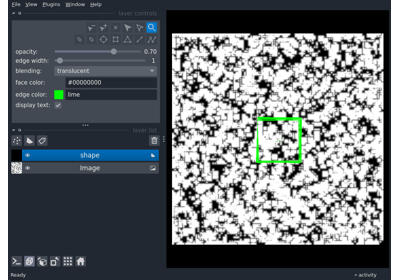 File View Plugins Window Help
layer controls
opacity: 0.70
edge width: 1
blending: translucent
face color: #00000000
edge color: lime
display text:
layer list
shape
Image
Ready
activity